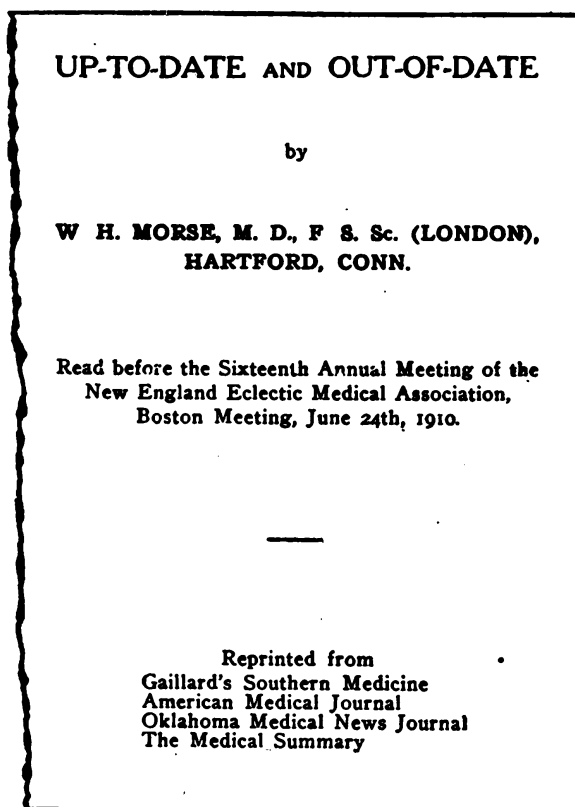 UP-TO-DATE AND OUT-OF-DATE
by
W H. MORSE, M. D., F S. Sc. (LONDON),
HARTFORD, CONN.
Read before the Sixteenth Annual Meeting of the
New England Eclectic Medical Association,
Boston Meeting, June 24th, 1910.
Reprinted from
Gaillard's Southern Medicine
American Medical Journal
Oklahoma Medical News Journal
The Medical Summary